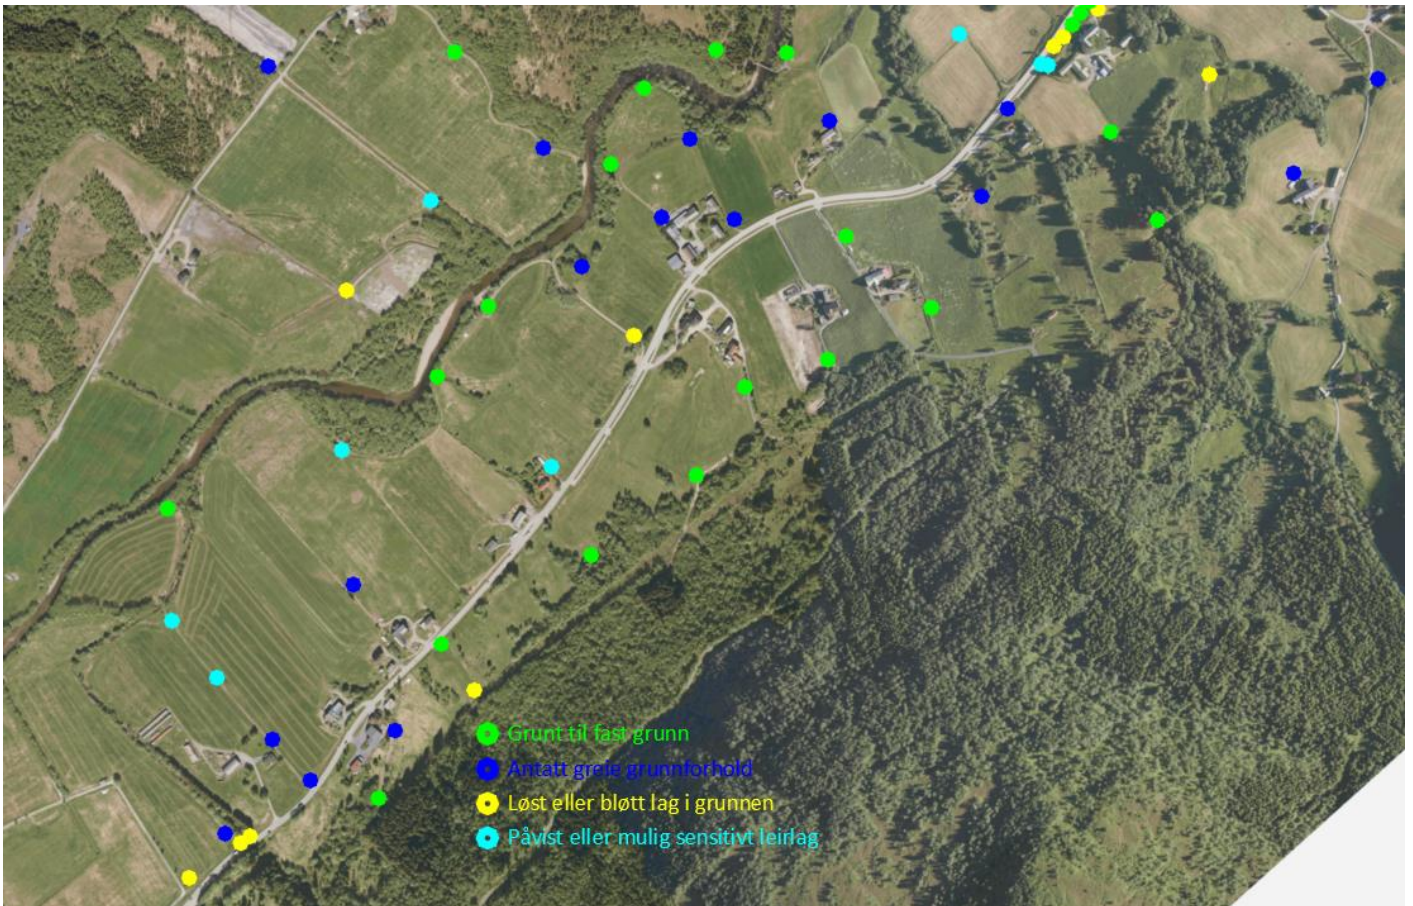 Grunt til fast grunn
Antatt greie grunnforhold
Løst eller bløtt lag i grunnen
Påvist eller mulig sensitivt leirlag